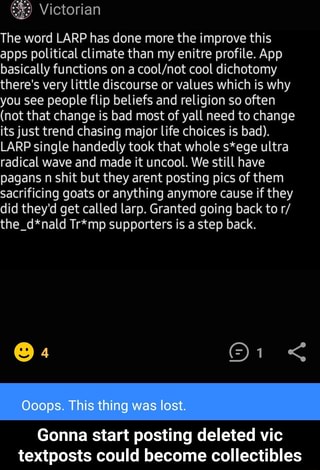 Victorian
The word LARP has done more the improve this
apps political climate than my enitre profile. App
basically functions on a cool/not cool dichotomy
there's very little discourse or values which is why
you see people flip beliefs and religion so often
(not that change is bad most of yall need to change
its just trend chasing major life choices is bad).
LARP single handedly took that whole s*ege ultra
radical wave and made it uncool. We still have
pagans n shit but they arent posting pics of them
sacrificing goats or anything anymore cause if they
did they'd get called larp. Granted going back to r/
the_d*nald Tr*mp supporters is a step back.
4
1
Ooops. This thing was lost.
Gonna start posting deleted vic
textposts could become collectibles